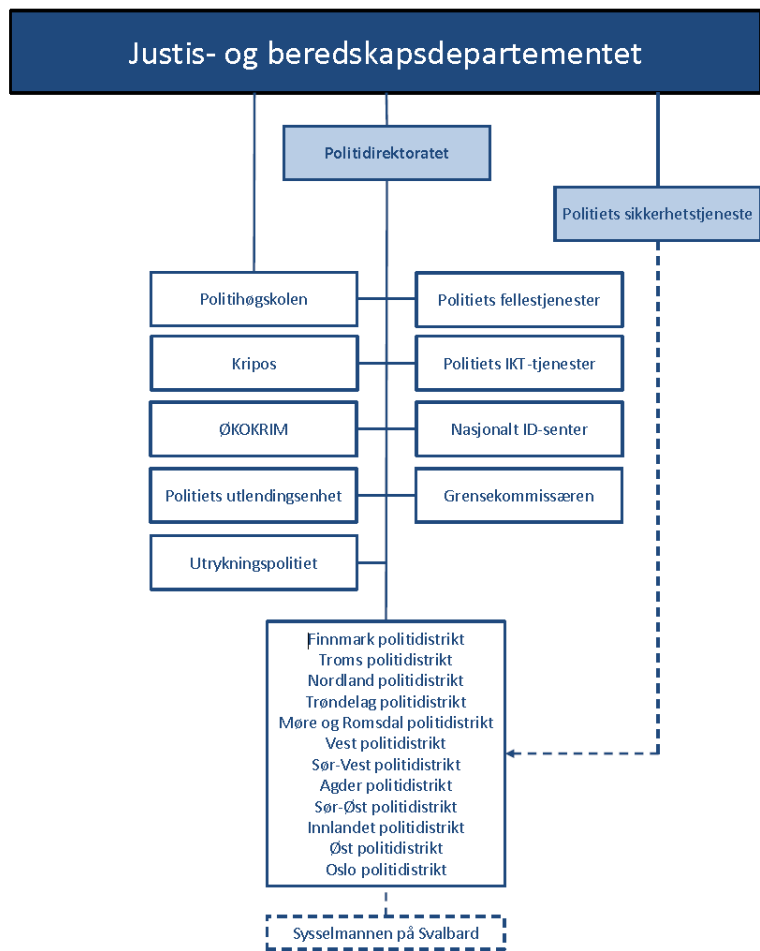 Justis- og beredskapsdepartementet
Politidirektoratet
Politiets sikkerhetstjeneste
Politihøgskolen
Politiets fellestjenester
Kripos
Politiets IKT-tjenester
ØKOKRIM
Nasjonalt ID-senter
Politiets utlendingsenhet
Grensekommissæren
Utrykningspolitiet
Finnmark politidistrikt
Troms politidistrikt
Nordland politidistrikt
Trøndelag politidistrikt
Møre og Romsdal politidistrikt
Vest politidistrikt
Sør-Vest politidistrikt
Agder politidistrikt
Sør-Øst politidistrikt
Innlandet politidistrikt
Øst politidistrikt
Oslo politidistrikt
Sysselmannen på Svalbard